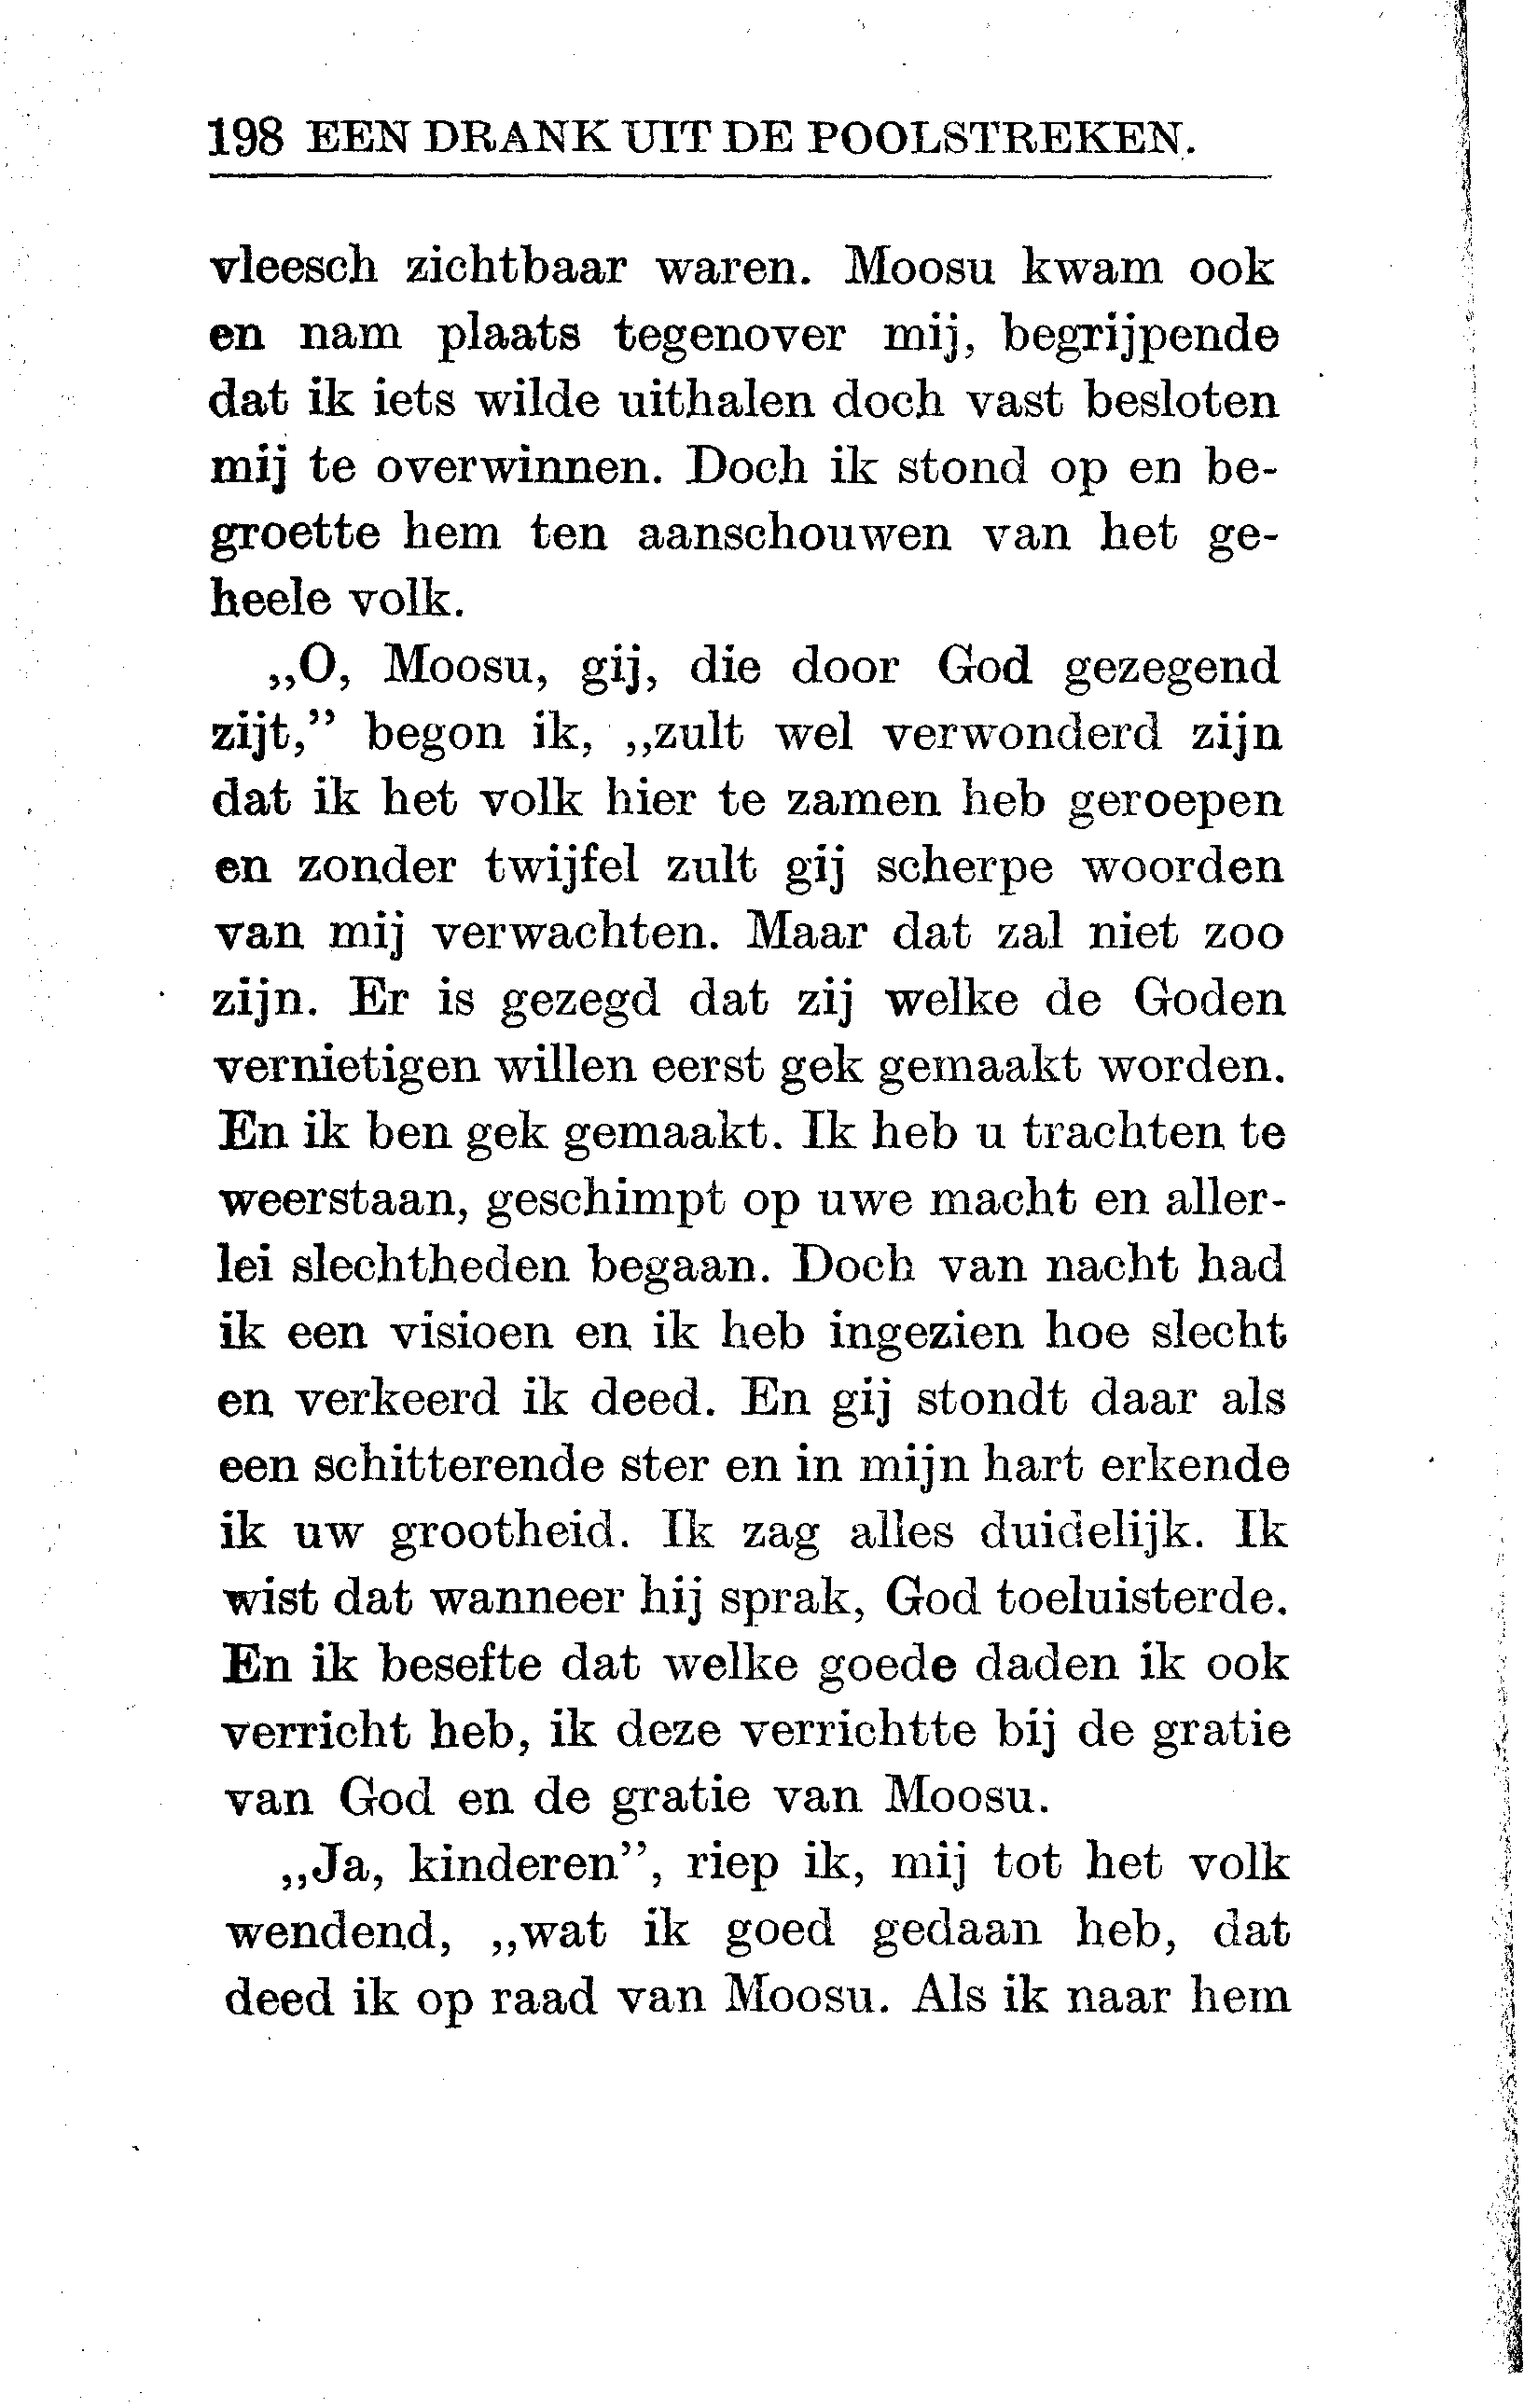 198 EEN DRANK UIT DE POOLSTREKEN.
vleesch zichtbaar waren. Moosu kwam ook
en nam plaats tegenover mij, begrijpende
dat ik iets wilde uithalen doch vast besloten
mij te overwinnen. Doch ik stond op en be-
groette hem ten aanschouwen van het ge-
heele volk.
„O, Moosu, gij, die door God gezegend
zijt,” begon ik, „zult wel verwonderd zijn
dat ik het volk hier te zamen heb geroepen
en zonder twijfel zult gij scherpe woorden
van mij verwachten. Maar dat zal niet zoo
zijn. Er is gezegd dat zij welke de Goden
vernietigen willen eerst gek gemaakt worden.
En ik ben gek gemaakt. Ik heb u trachten te
weerstaan, geschimpt op uwe macht en aller-
lei slechtheden begaan. Doch van nacht had
ik een visioen en ik heb ingezien hoe slecht
en verkeerd ik deed. En gij stondt daar als
een schitterende ster en in mijn hart erkende
ik uw grootheid. Ik zag alles duidelijk. Ik
wist dat wanneer hij sprak, God toeluisterde.
En ik besefte dat welke goede daden ik ook
verricht heb, ik deze verrichtte bij de gratie
van God en de gratie van Moosu.
„Ja, kinderen”, riep ik, mij tot het volk
wendend, „wat ik goed gedaan heb, dat
deed ik op raad van Moosu. Als ik naar hem